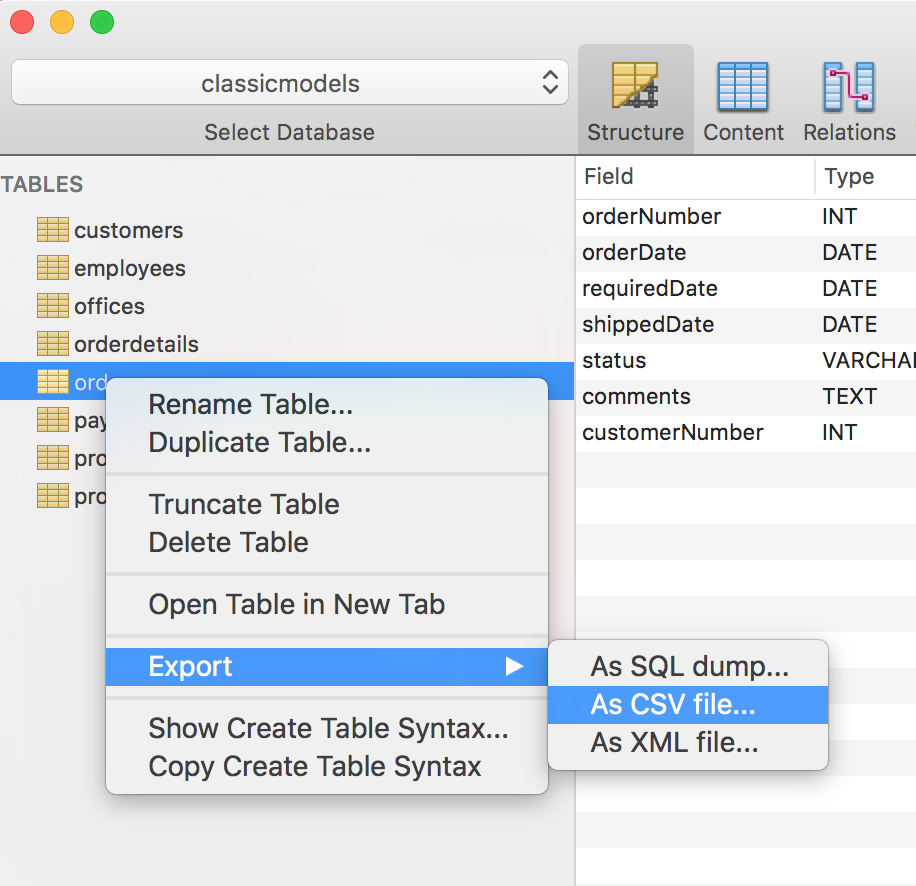 classicmodels
Select Database
Structure
Content
Relations
TABLES
customers
employees
offices
orderdetails
ord
pay
pro
pro
Rename Table...
Duplicate Table...
Truncate Table
Delete Table
Open Table in New Tab
Export
Show Create Table Syntax...
Copy Create Table Syntax
As SQL dump...
As CSV file...
As XML file...
Field Type
orderNumber INT
orderDate DATE
requiredDate DATE
shippedDate DATE
status VARCHAR
comments TEXT
customerNumber INT